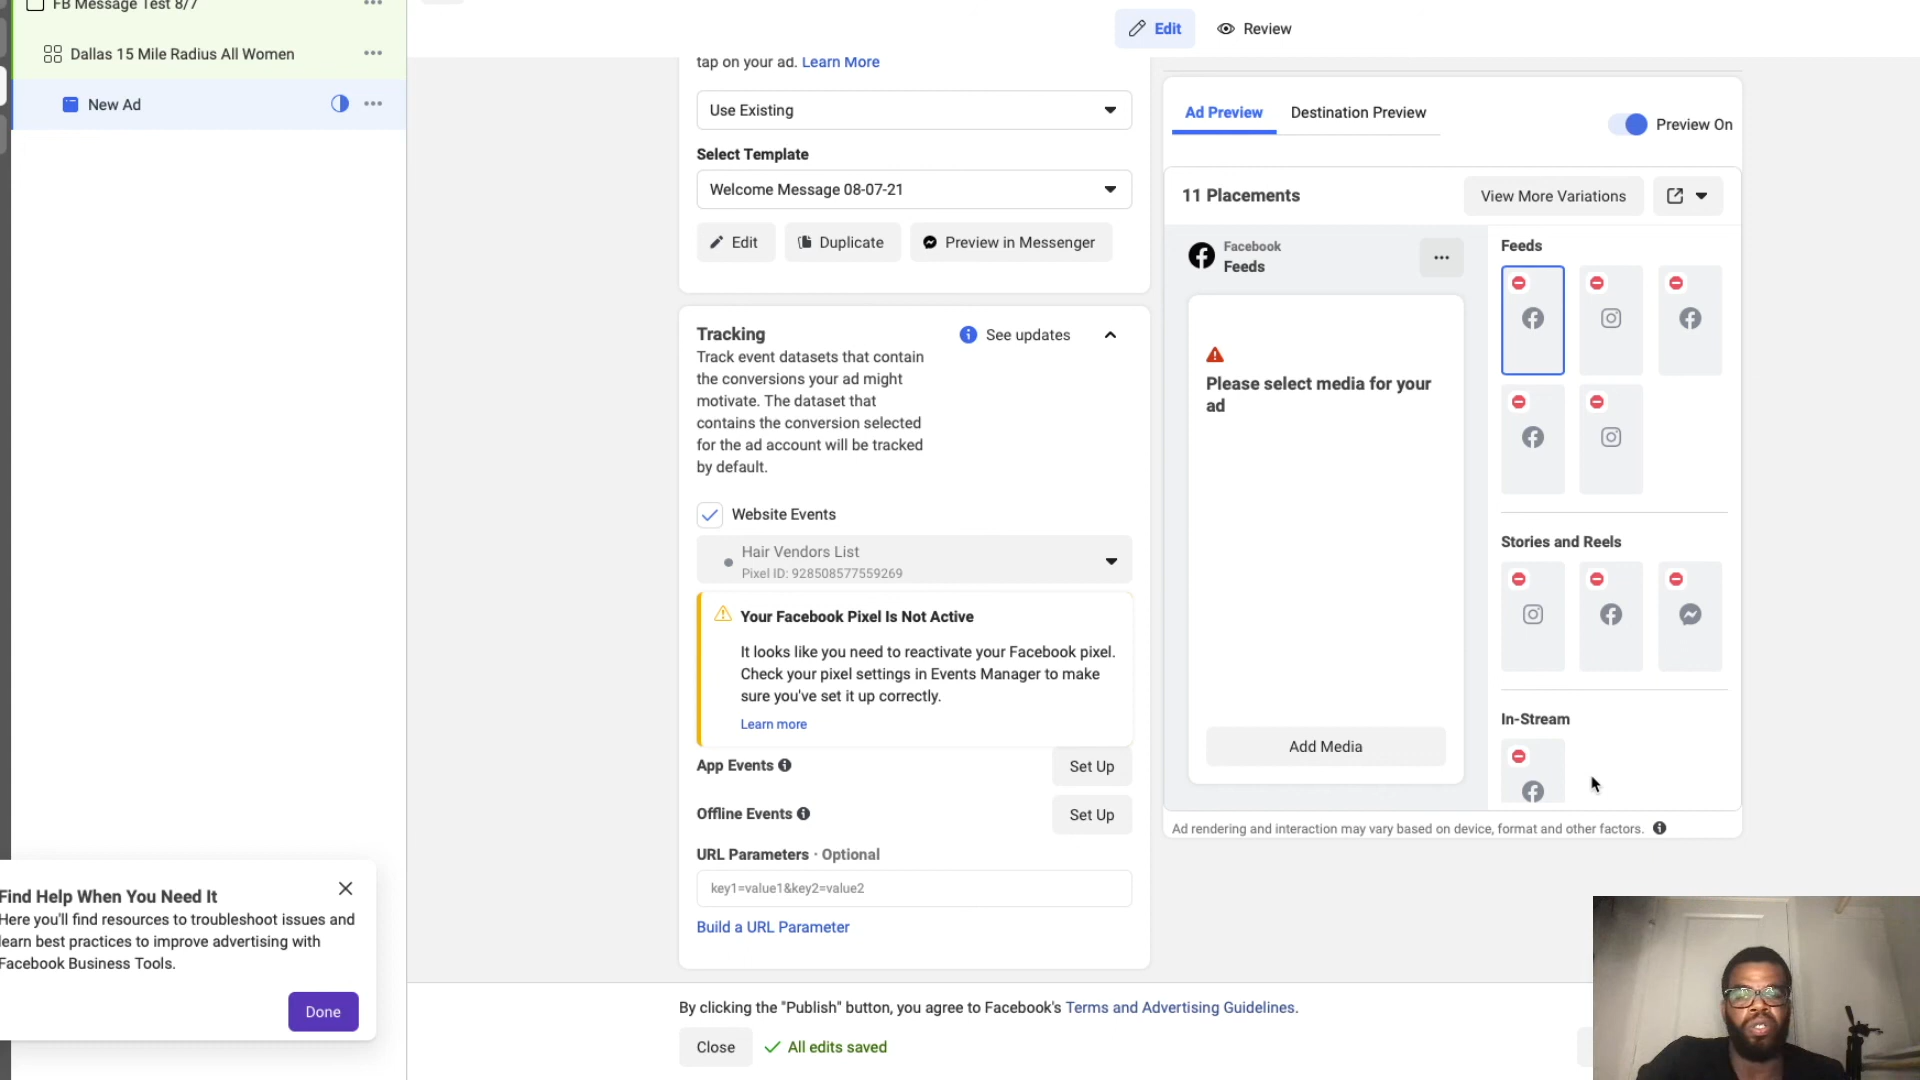 FB Message Test 8/7
Dallas 15 Mile Radius All Women
New Ad
Edit
Review
tap on your ad. Learn More
Use Existing
Select Template
Welcome Message 08-07-21
Edit
Duplicate
Preview in Messenger
Tracking
See updates
Track event datasets that contain
the conversions your ad might
motivate. The dataset that
contains the conversion selected
for the ad account will be tracked
by default.
Website Events
Hair Vendors List
Pixel ID: 928508577559269
Your Facebook Pixel Is Not Active
It looks like you need to reactivate your Facebook pixel.
Check your pixel settings in Events Manager to make
sure you've set it up correctly.
Learn more
App Events
Set Up
Offline Events
Set Up
URL Parameters · Optional
key1=value1&key2=value2
Build a URL Parameter
Ad Preview
Destination Preview
Preview On
11 Placements
View More Variations
Facebook
Feeds
Please select media for your
ad
Add Media
Feeds
Stories and Reels
In-Stream
Ad rendering and interaction may vary based on device, format and other factors.
Find Help When You Need It
Here you'll find resources to troubleshoot issues and
learn best practices to improve advertising with
Facebook Business Tools.
Done
By clicking the "Publish" button, you agree to Facebook's Terms and Advertising Guidelines.
Close
All edits saved